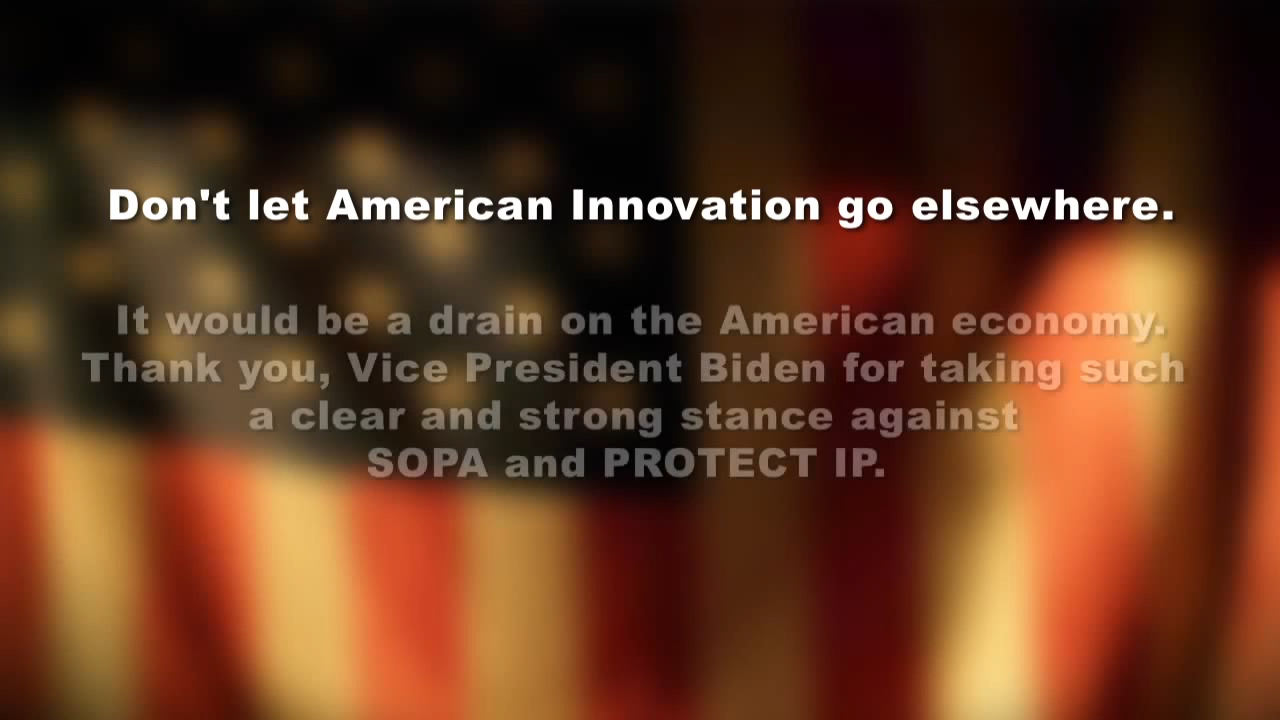 Don't let American Innovation go elsewhere.
It would be a drain on the American economy.
Thank you, Vice President Biden for taking such
a clear and strong stance against
SOPA and PROTECT IP.